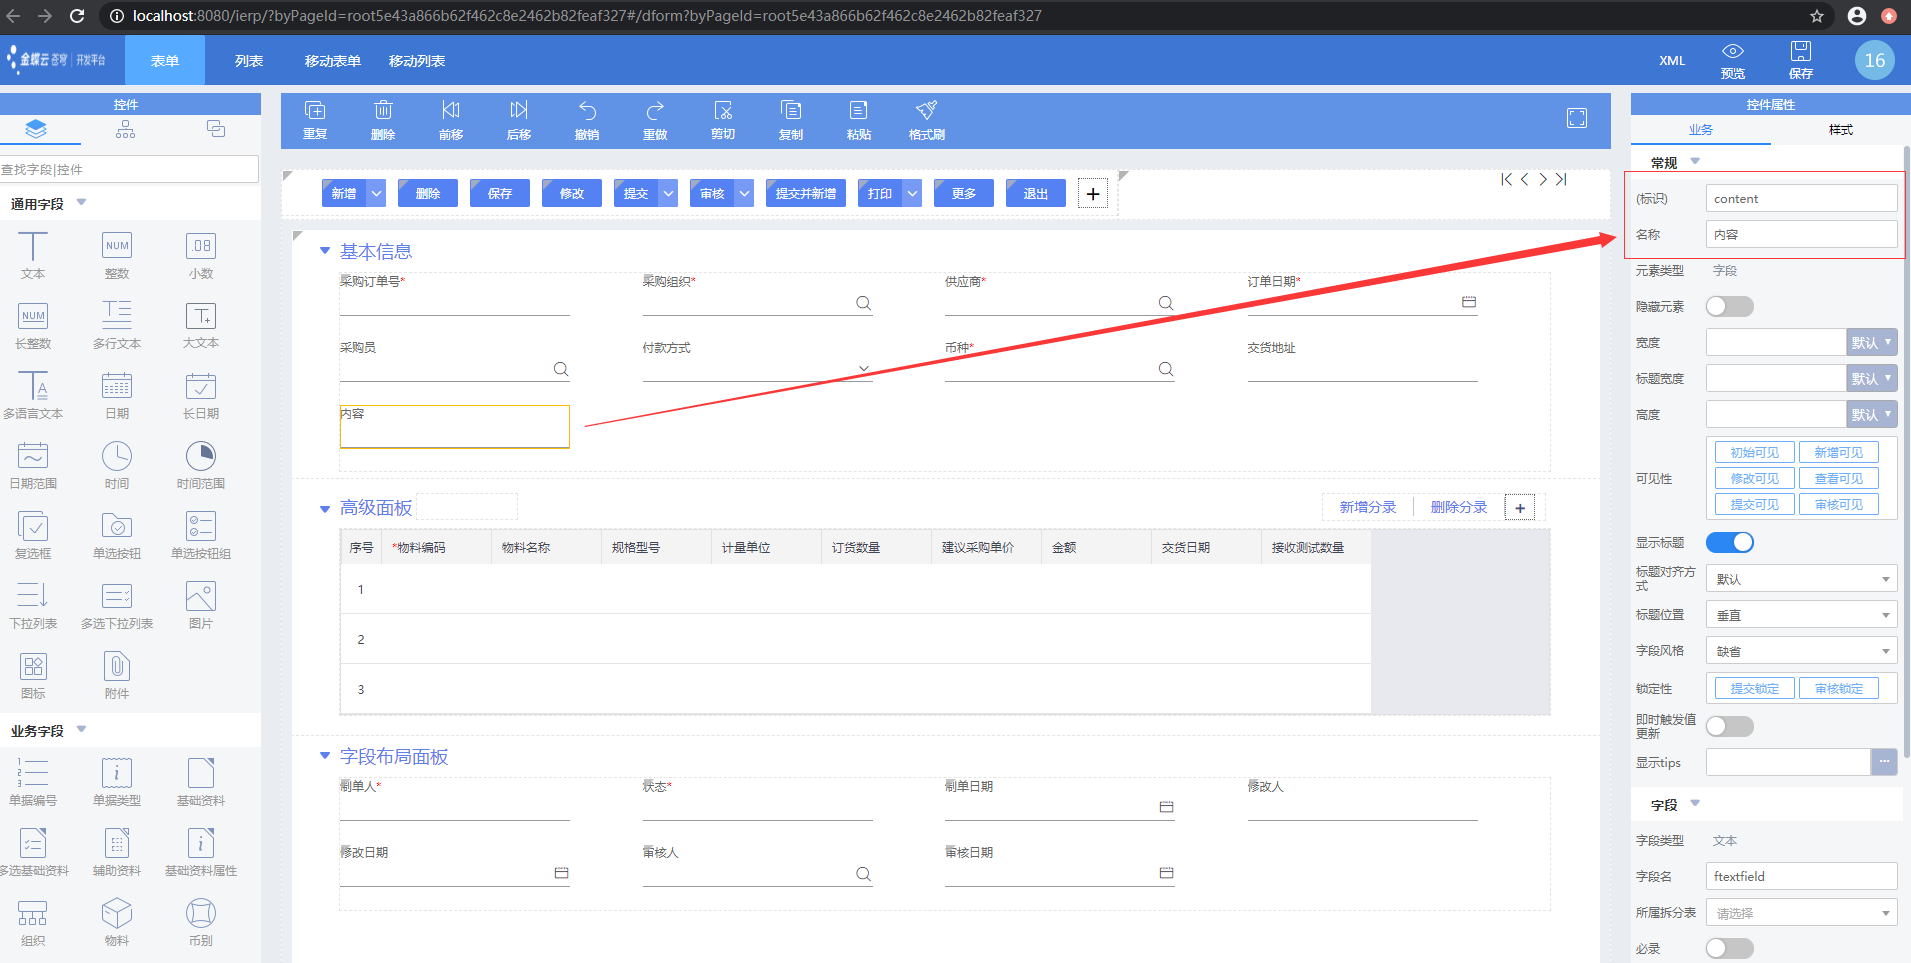 localhost:8080/ierp/?byPageId=root5e43a866b62f462c8e2462b82feaf327#/dform?byPageId=root5e43a866b62f462c8e2462b82feaf327
金蝶云 苍穹 | 开发平台
表单 列表 移动表单 移动列表 XML 预览 保存 16
控件
查找字段|控件
通用字段
文本 整数 小数
长整数 多行文本 大文本
多语言文本 日期 长日期
日期范围 时间 时间范围
复选框 单选按钮 单选按钮组
下拉列表 多选下拉列表 图片
图标 附件
业务字段
单据编号 单据类型 基础资料
多选基础资料 辅助资料 基础资料属性
组织 物料 币别
重复 删除 前移 后移 撤销 重做 剪切 复制 粘贴 格式刷
新增 删除 保存 修改 提交 审核 提交并新增 打印 更多 退出 +
基本信息
采购订单号* 采购组织* 供应商* 订单日期*
采购员 付款方式 币种* 交货地址
内容
高级面板 新增分录 删除分录 +
序号 *物料编码 物料名称 规格型号 计量单位 订货数量 建议采购单价 金额 交货日期 接收测试数量
1
2
3
字段布局面板
制单人* 状态* 制单日期 修改人
修改日期 审核人 审核日期
控件属性
业务 样式
常规
(标识) content
名称 内容
元素类型 字段
隐藏元素
宽度 默认
标题宽度 默认
高度 默认
可见性 初始可见 新增可见
修改可见 查看可见
提交可见 审核可见
显示标题
标题对齐方式 默认
标题位置 垂直
字段风格 缺省
锁定性 提交锁定 审核锁定
即时触发值更新
显示tips ...
字段
字段类型 文本
字段名 ftextfield
所属拆分表 请选择
必录